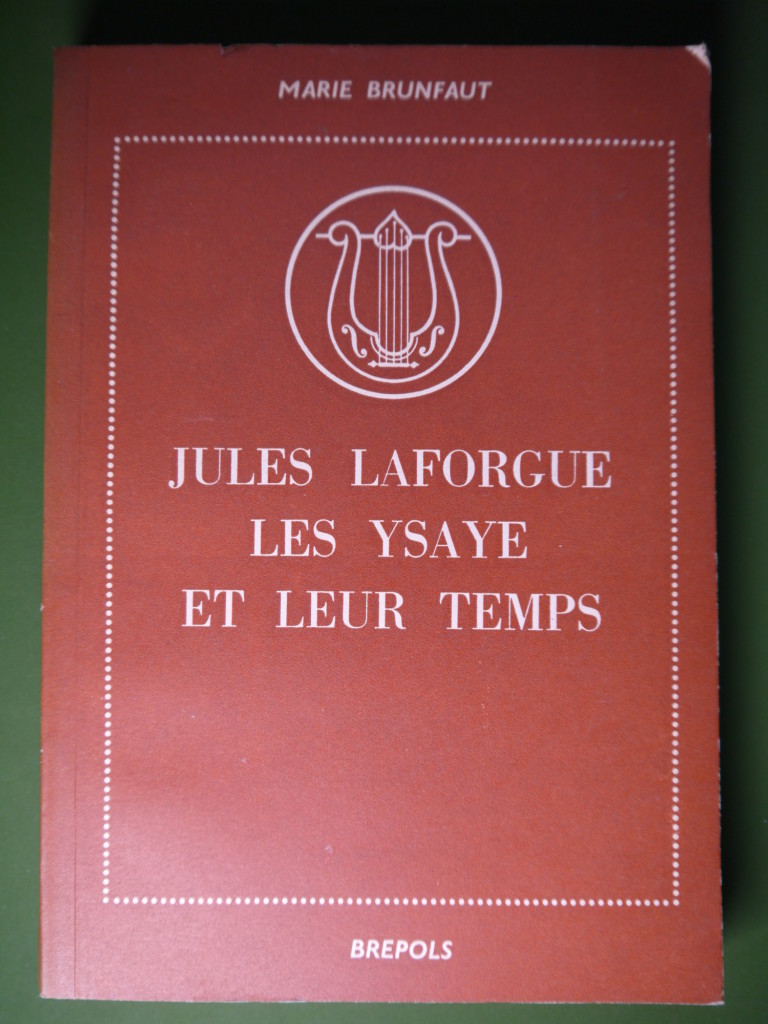 MARIE BRUNFAUT
JULES LAFORGUE
LES YSAYE
ET LEUR TEMPS
BREPOLS